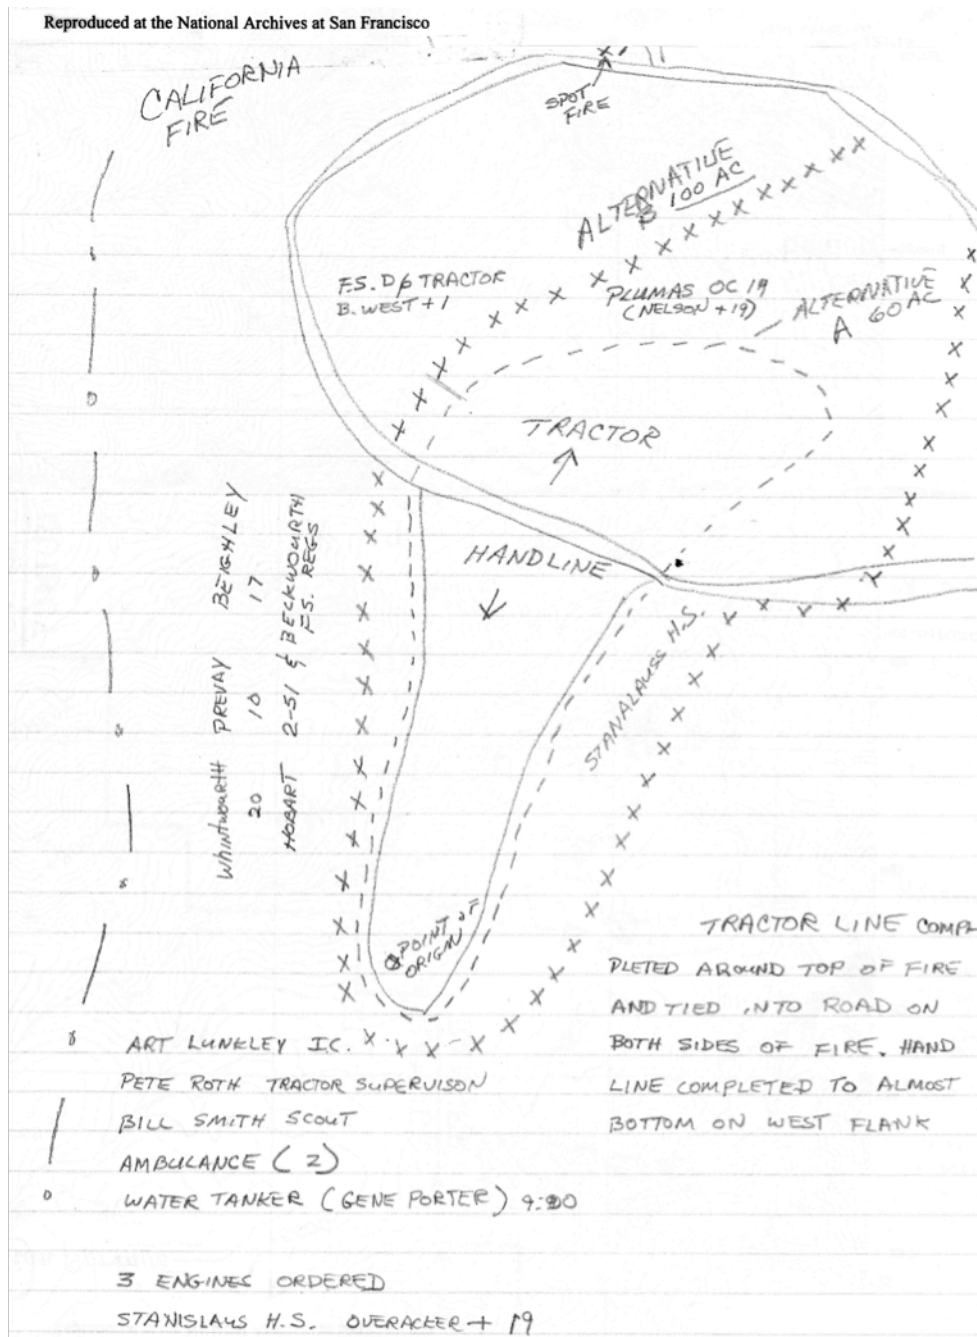 Reproduced at the National Archives at San Francisco
CALIFORNIA
FIRE
SPOT
FIRE
ALTERNATIVE
B 100 AC
F.S. D6 TRACTOR
B. WEST + 1
PLUMAS OC 19
(NELSON + 19)
ALTERNATIVE
A 60 AC
TRACTOR
HANDLINE
WHINTWOURTH PREVAY BEIGHLEY
20 10 17
HOBART 2-51 & BECKWOURTH
F.S. REGS
STANALAUSS H.S.
POINT OF
ORIGIN
TRACTOR LINE COMPL
PLETED AROUND TOP OF FIRE
AND TIED INTO ROAD ON
BOTH SIDES OF FIRE. HAND
LINE COMPLETED TO ALMOST
BOTTOM ON WEST FLANK
ART LUNKLEY I.C.
PETE ROTH TRACTOR SUPERVISON
BILL SMITH SCOUT
AMBULANCE (2)
WATER TANKER (GENE PORTER) 9:00
3 ENGINES ORDERED
STANISLAUS H.S. OVERACKER + 19